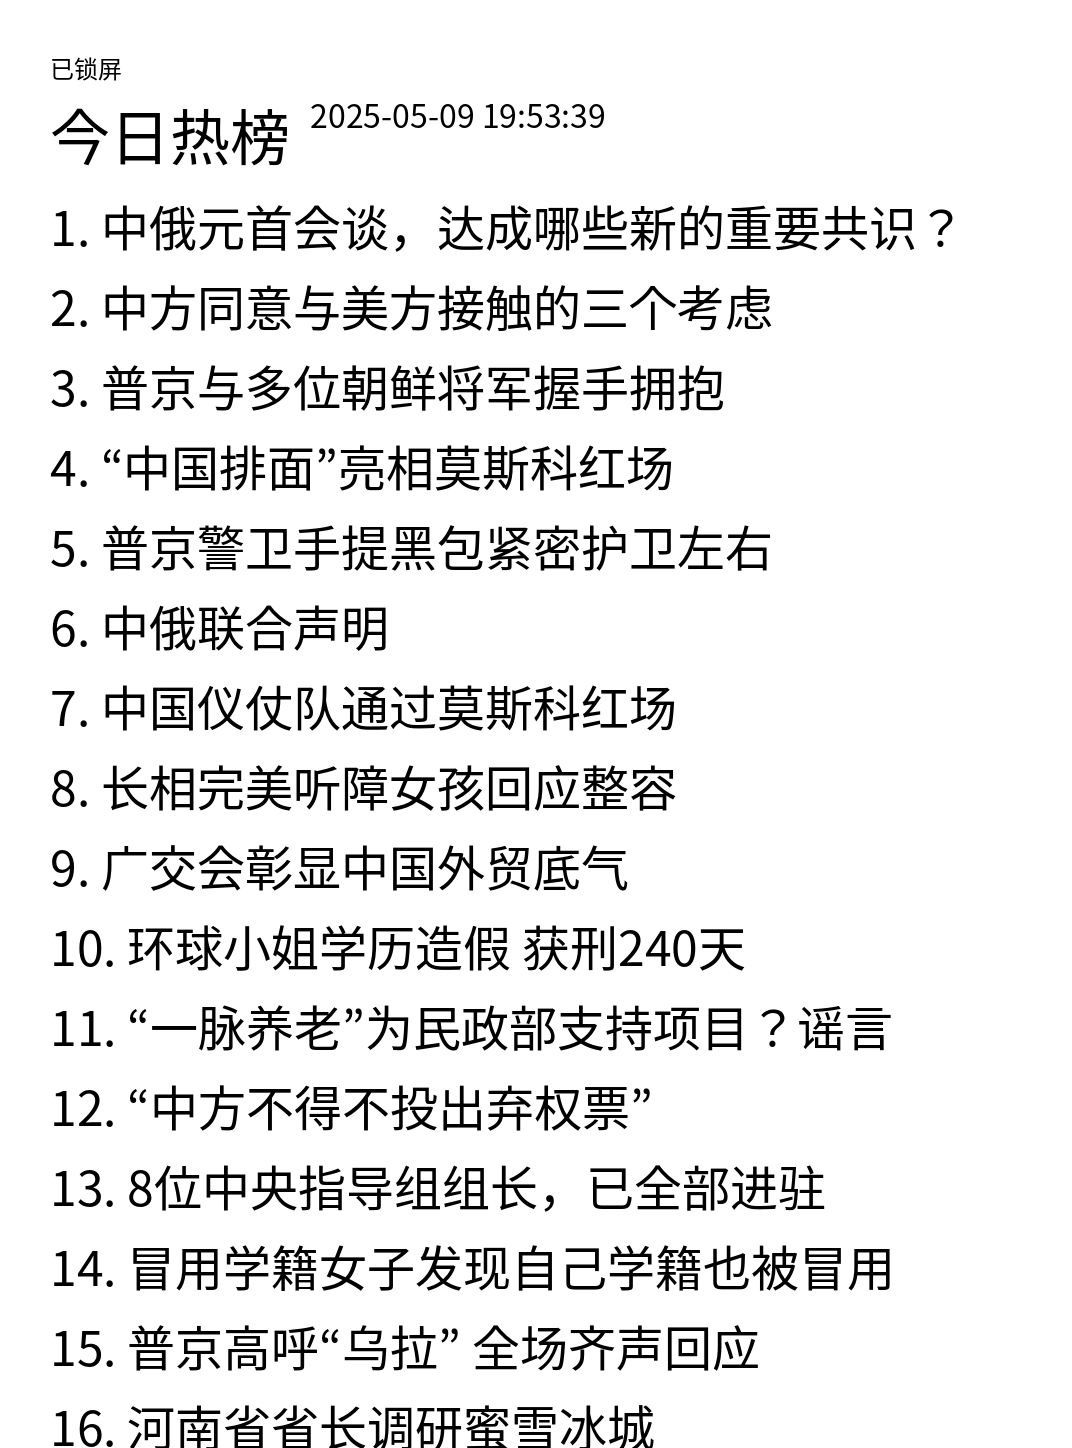 已锁屏
今日热榜 2025-05-09 19:53:39
1. 中俄元首会谈，达成哪些新的重要共识？
2. 中方同意与美方接触的三个考虑
3. 普京与多位朝鲜将军握手拥抱
4. “中国排面”亮相莫斯科红场
5. 普京警卫手提黑包紧密护卫左右
6. 中俄联合声明
7. 中国仪仗队通过莫斯科红场
8. 长相完美听障女孩回应整容
9. 广交会彰显中国外贸底气
10. 环球小姐学历造假 获刑240天
11. “一脉养老”为民政部支持项目？谣言
12. “中方不得不投出弃权票”
13. 8位中央指导组组长，已全部进驻
14. 冒用学籍女子发现自己学籍也被冒用
15. 普京高呼“乌拉” 全场齐声回应
16. 河南省省长调研蜜雪冰城